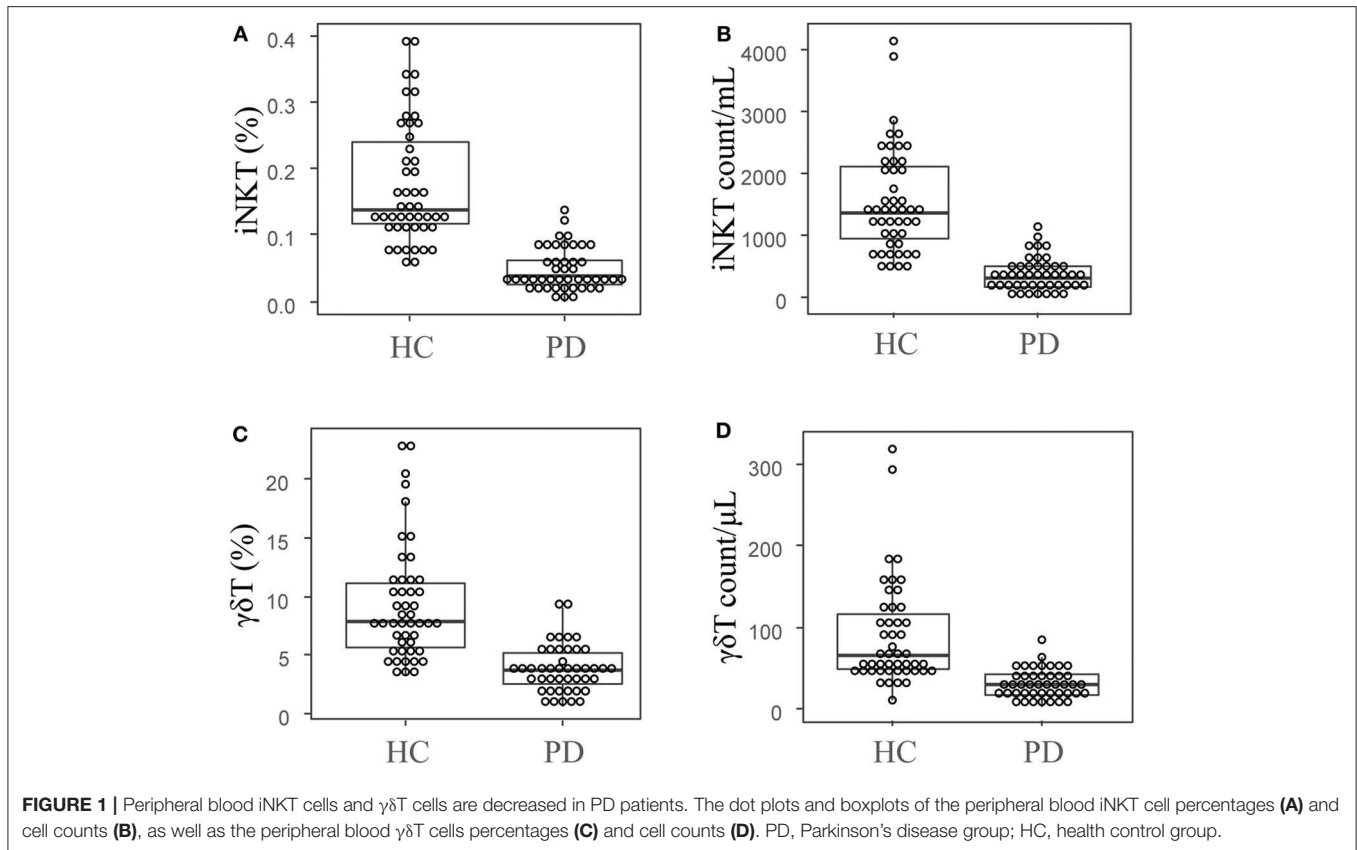 A
iNKT (%)
0.4
0.3
0.2
0.1
0.0
HC PD
B
iNKT count/mL
4000
3000
2000
1000
0
HC PD
C
γδT (%)
20
15
10
5
0
HC PD
D
γδT count/μL
300
200
100
0
HC PD
FIGURE 1 | Peripheral blood iNKT cells and γδT cells are decreased in PD patients. The dot plots and boxplots of the peripheral blood iNKT cell percentages (A) and
cell counts (B), as well as the peripheral blood γδT cells percentages (C) and cell counts (D). PD, Parkinson's disease group; HC, health control group.